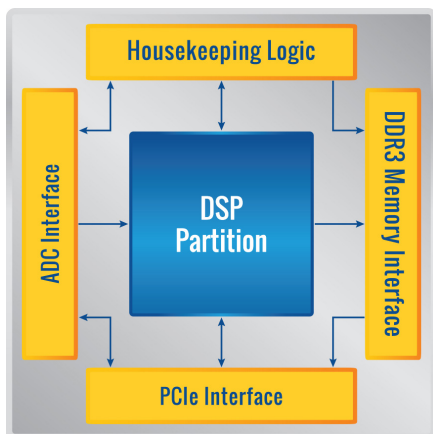 Housekeeping Logic
ADC Interface
DSP
Partition
DDR3 Memory Interface
PCIe Interface